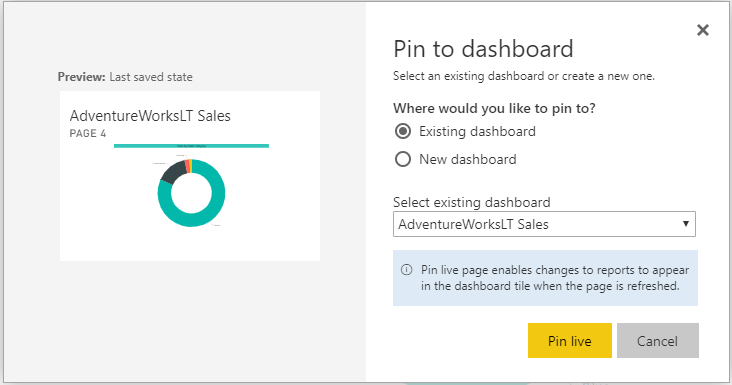 Pin to dashboard
Select an existing dashboard or create a new one.
Preview: Last saved state
AdventureWorksLT Sales
PAGE 4
Where would you like to pin to?
Existing dashboard
New dashboard
Select existing dashboard
AdventureWorksLT Sales
Pin live page enables changes to reports to appear
in the dashboard tile when the page is refreshed.
Pin live
Cancel